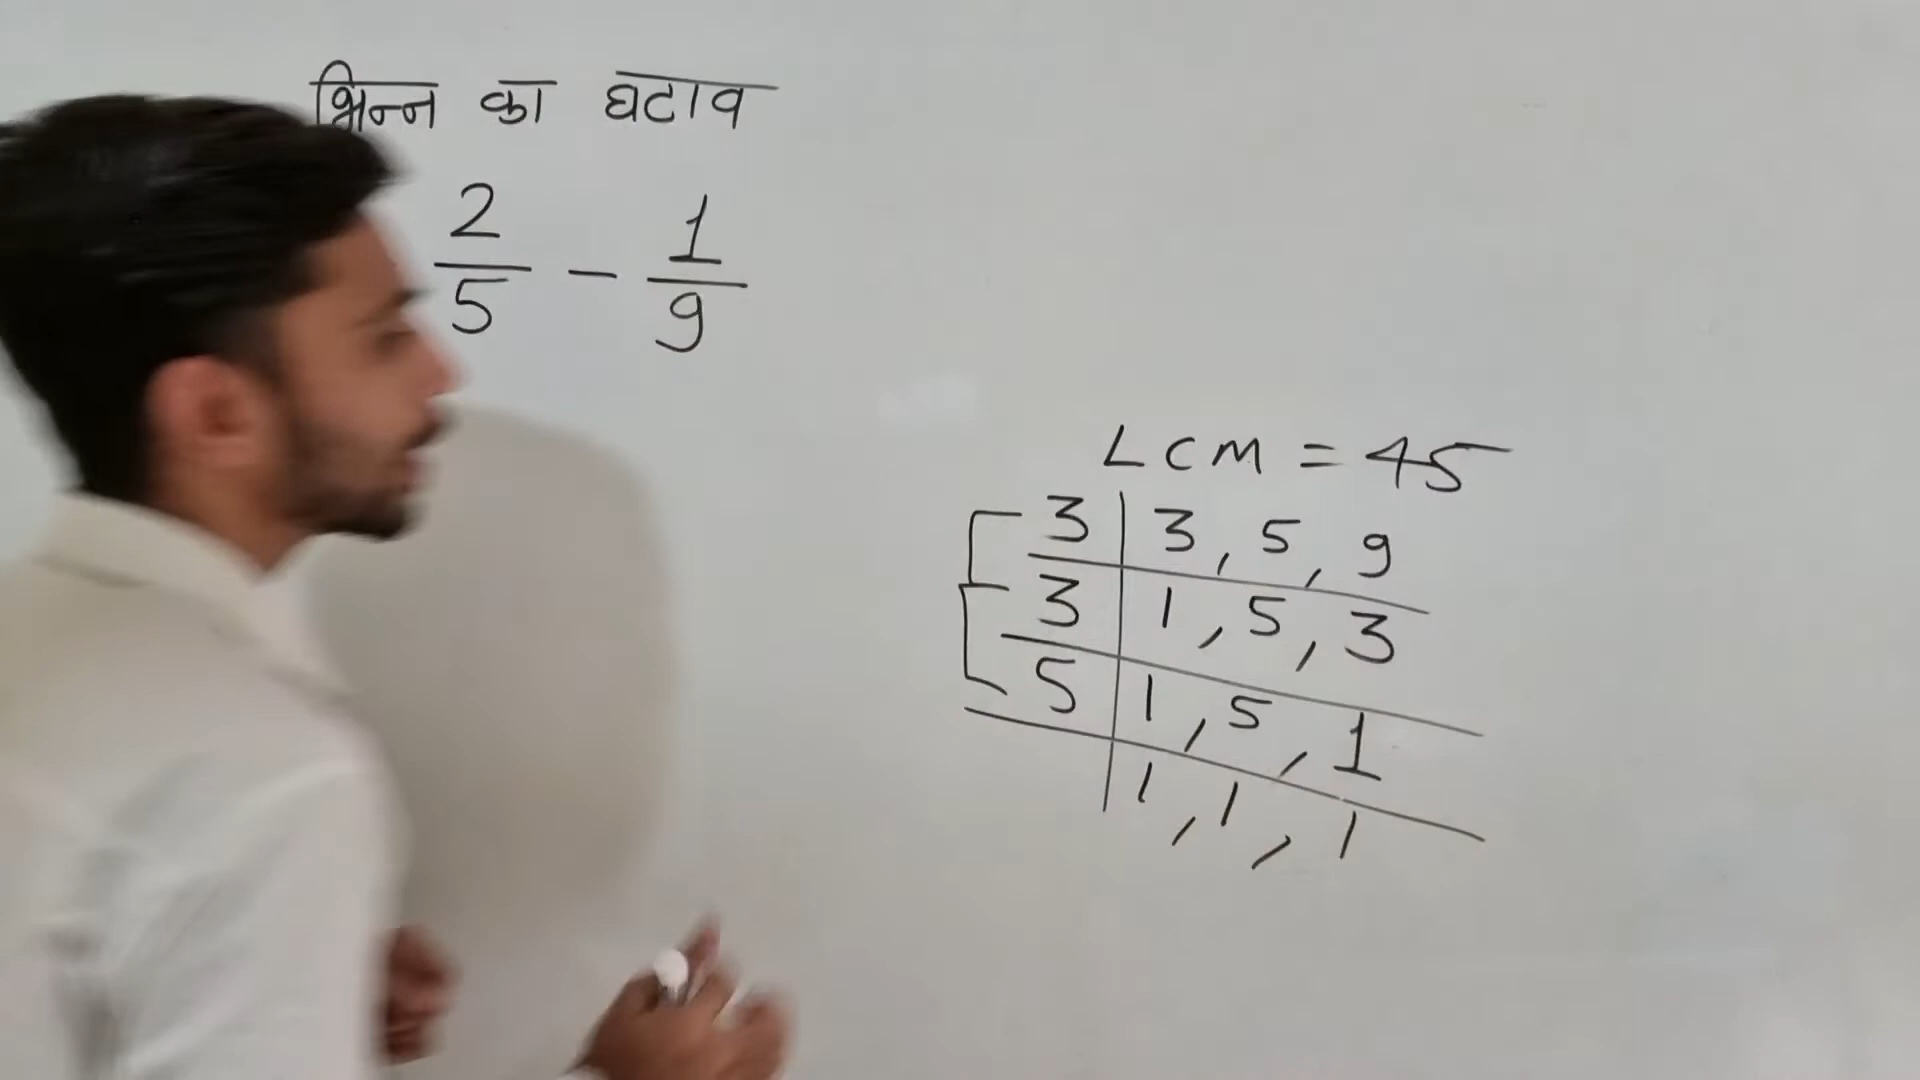 भिन्न का घटाव
2/5 - 1/9
LCM = 45
3 | 3, 5, 9
3 | 1, 5, 3
5 | 1, 5, 1
1, 1, 1